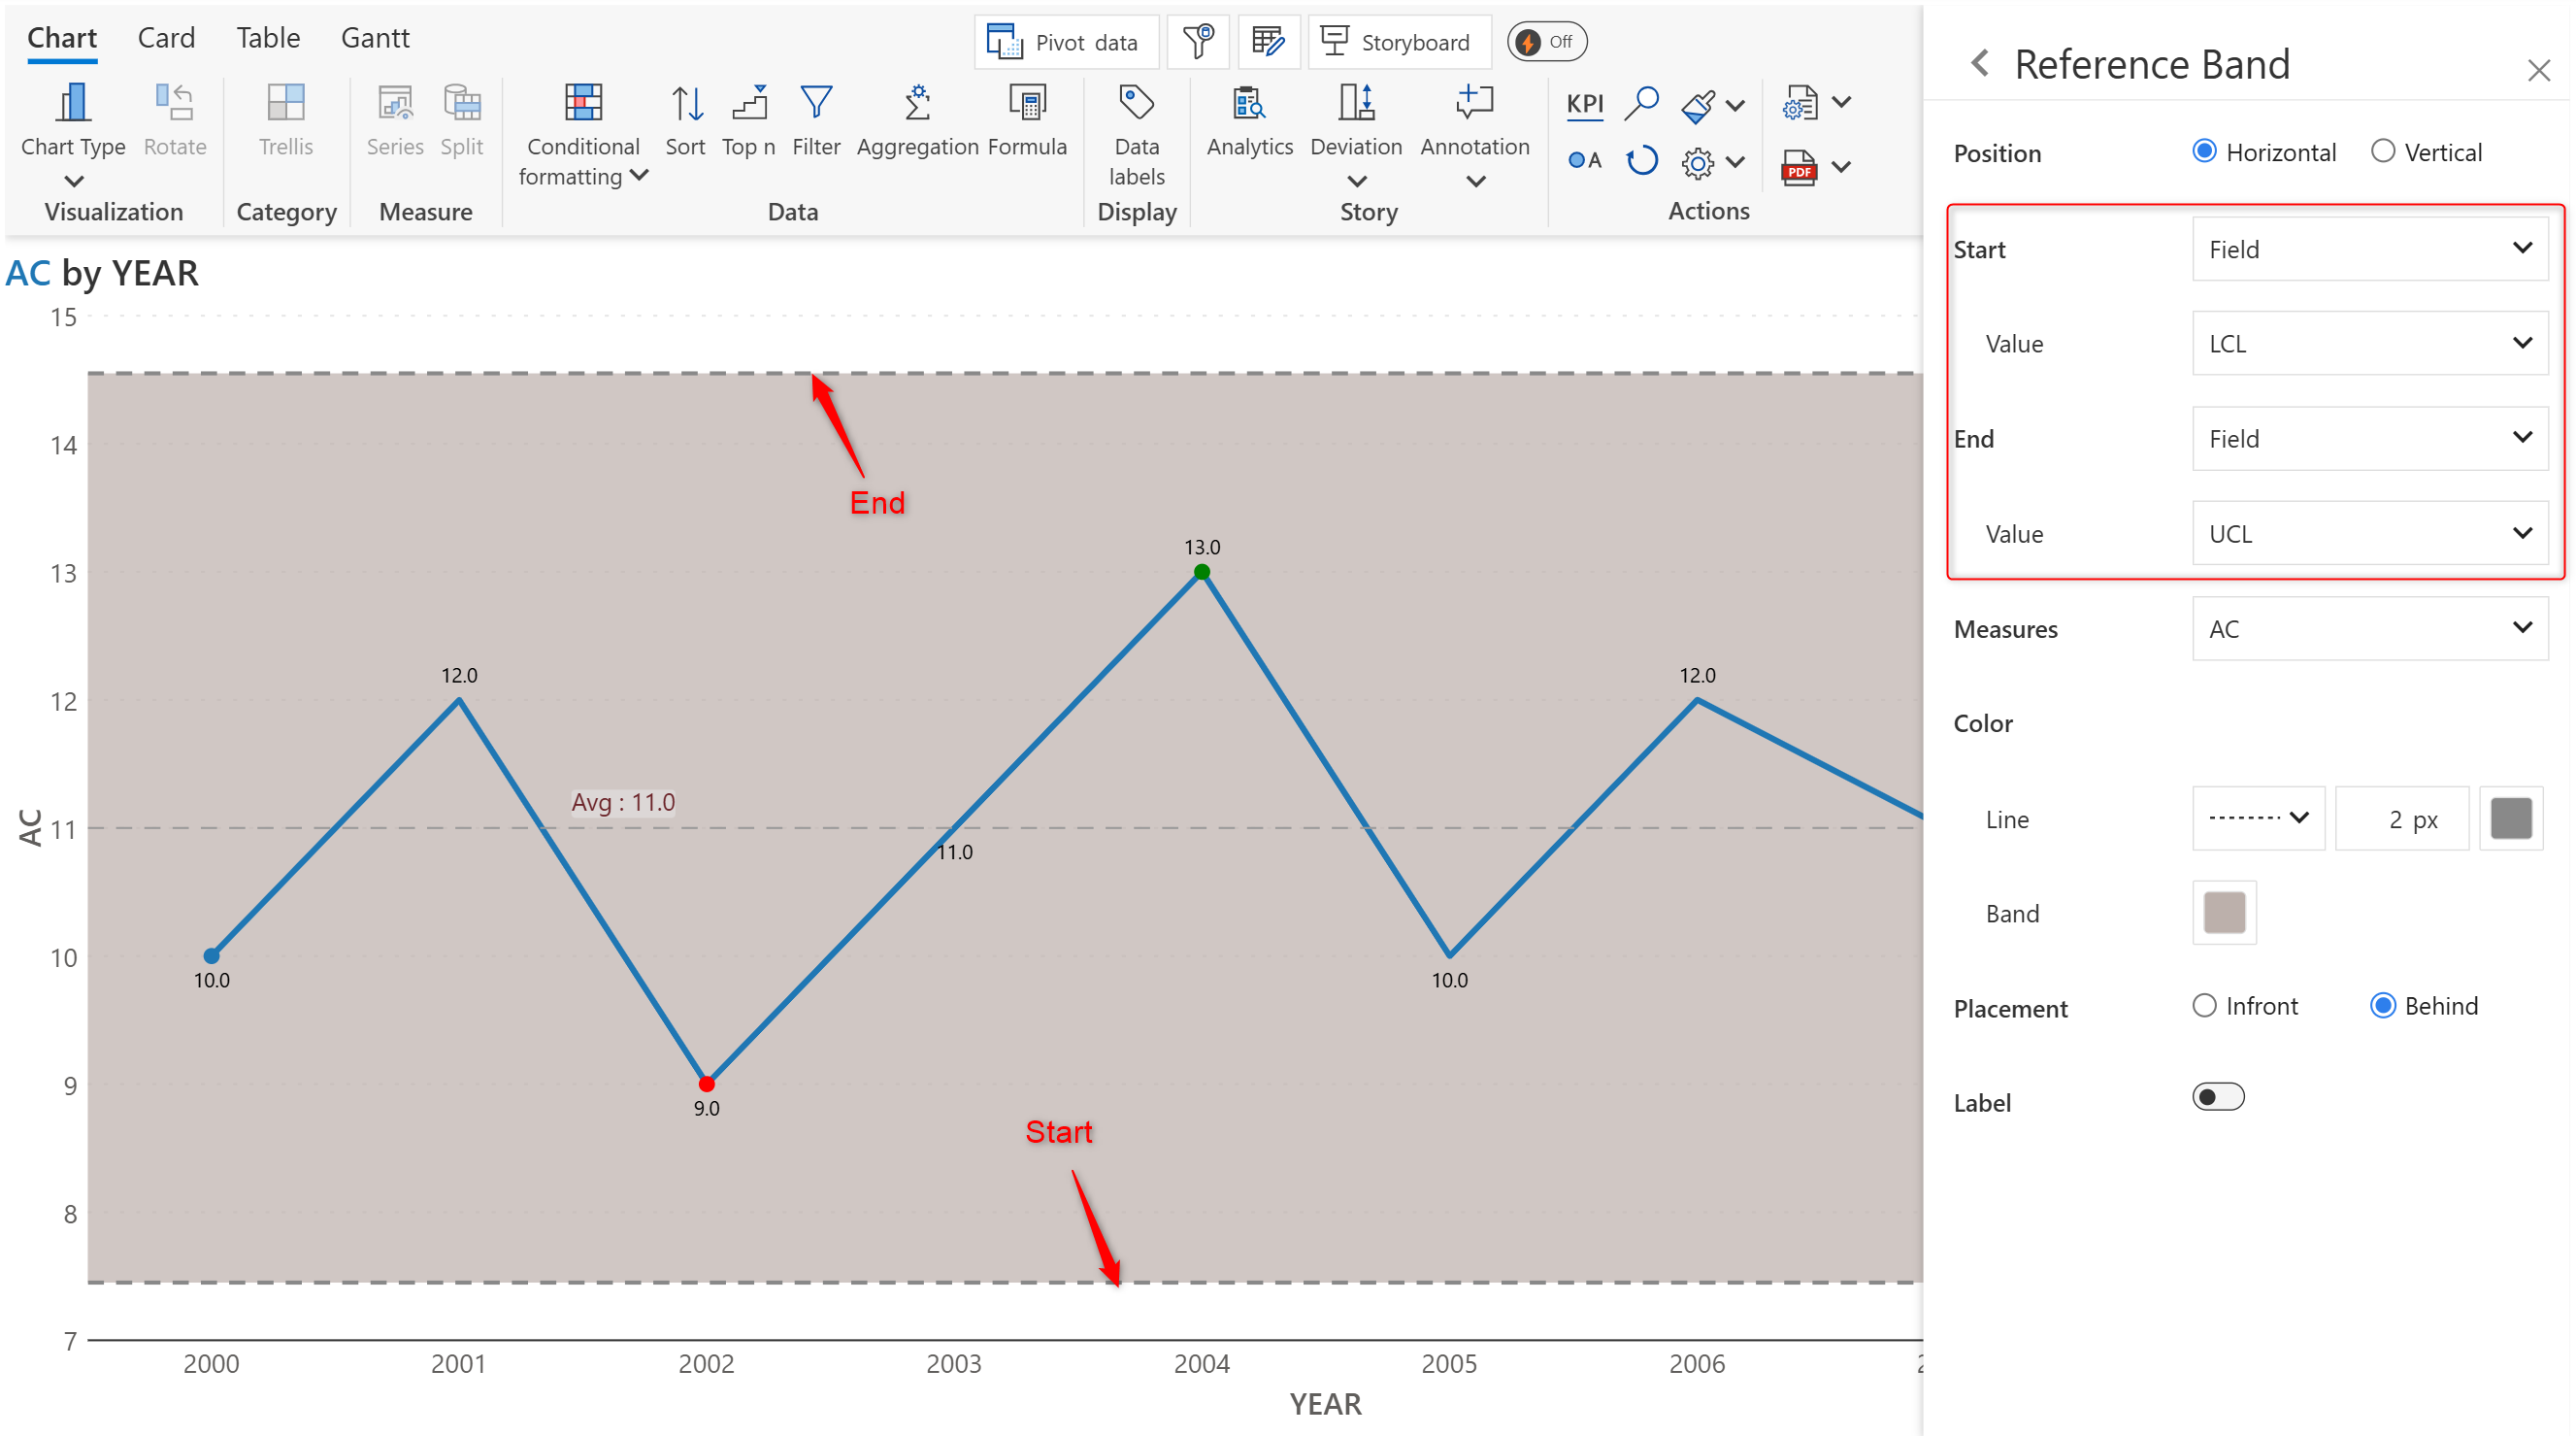 Chart Card Table Gantt
Pivot data
Storyboard
Off
Chart Type
Rotate
Visualization
Trellis
Category
Series
Split
Measure
Conditional
formatting
Sort
Top n
Filter
Aggregation
Formula
Data
Data
labels
Display
Analytics
Deviation
Annotation
Story
KPI
A
PDF
Actions
AC by YEAR
15
14
13
12
11
10
9
8
7
AC
End
13.0
12.0
12.0
Avg : 11.0
11.0
10.0
10.0
9.0
Start
2000 2001 2002 2003 2004 2005 2006
YEAR
Reference Band
Position Horizontal Vertical
Start Field
Value LCL
End Field
Value UCL
Measures AC
Color
Line 2 px
Band
Placement Infront Behind
Label